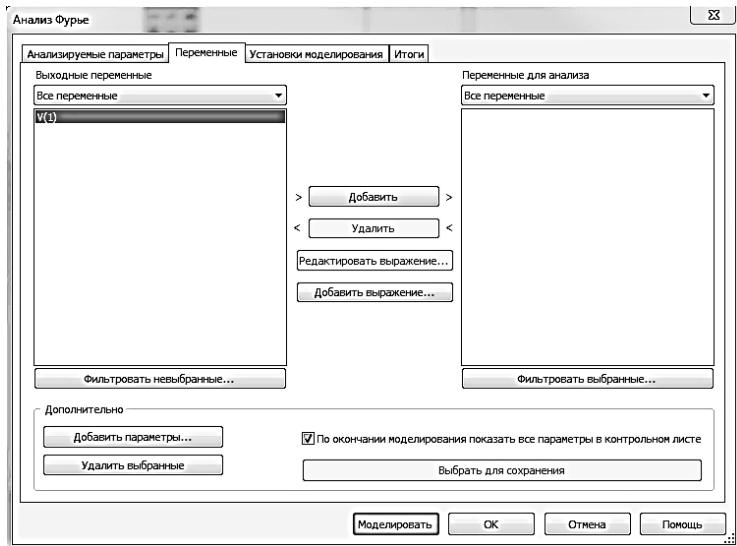 Анализ Фурье
Анализируемые параметры Переменные Установки моделирования Итоги
Выходные переменные
Переменные для анализа
Все переменные
Все переменные
V(1)
> Добавить >
< Удалить <
Редактировать выражение...
Добавить выражение...
Фильтровать невыбранные...
Фильтровать выбранные...
Дополнительно
Добавить параметры...
По окончании моделирования показать все параметры в контрольном листе
Удалить выбранные
Выбрать для сохранения
Моделировать OK Отмена Помощь